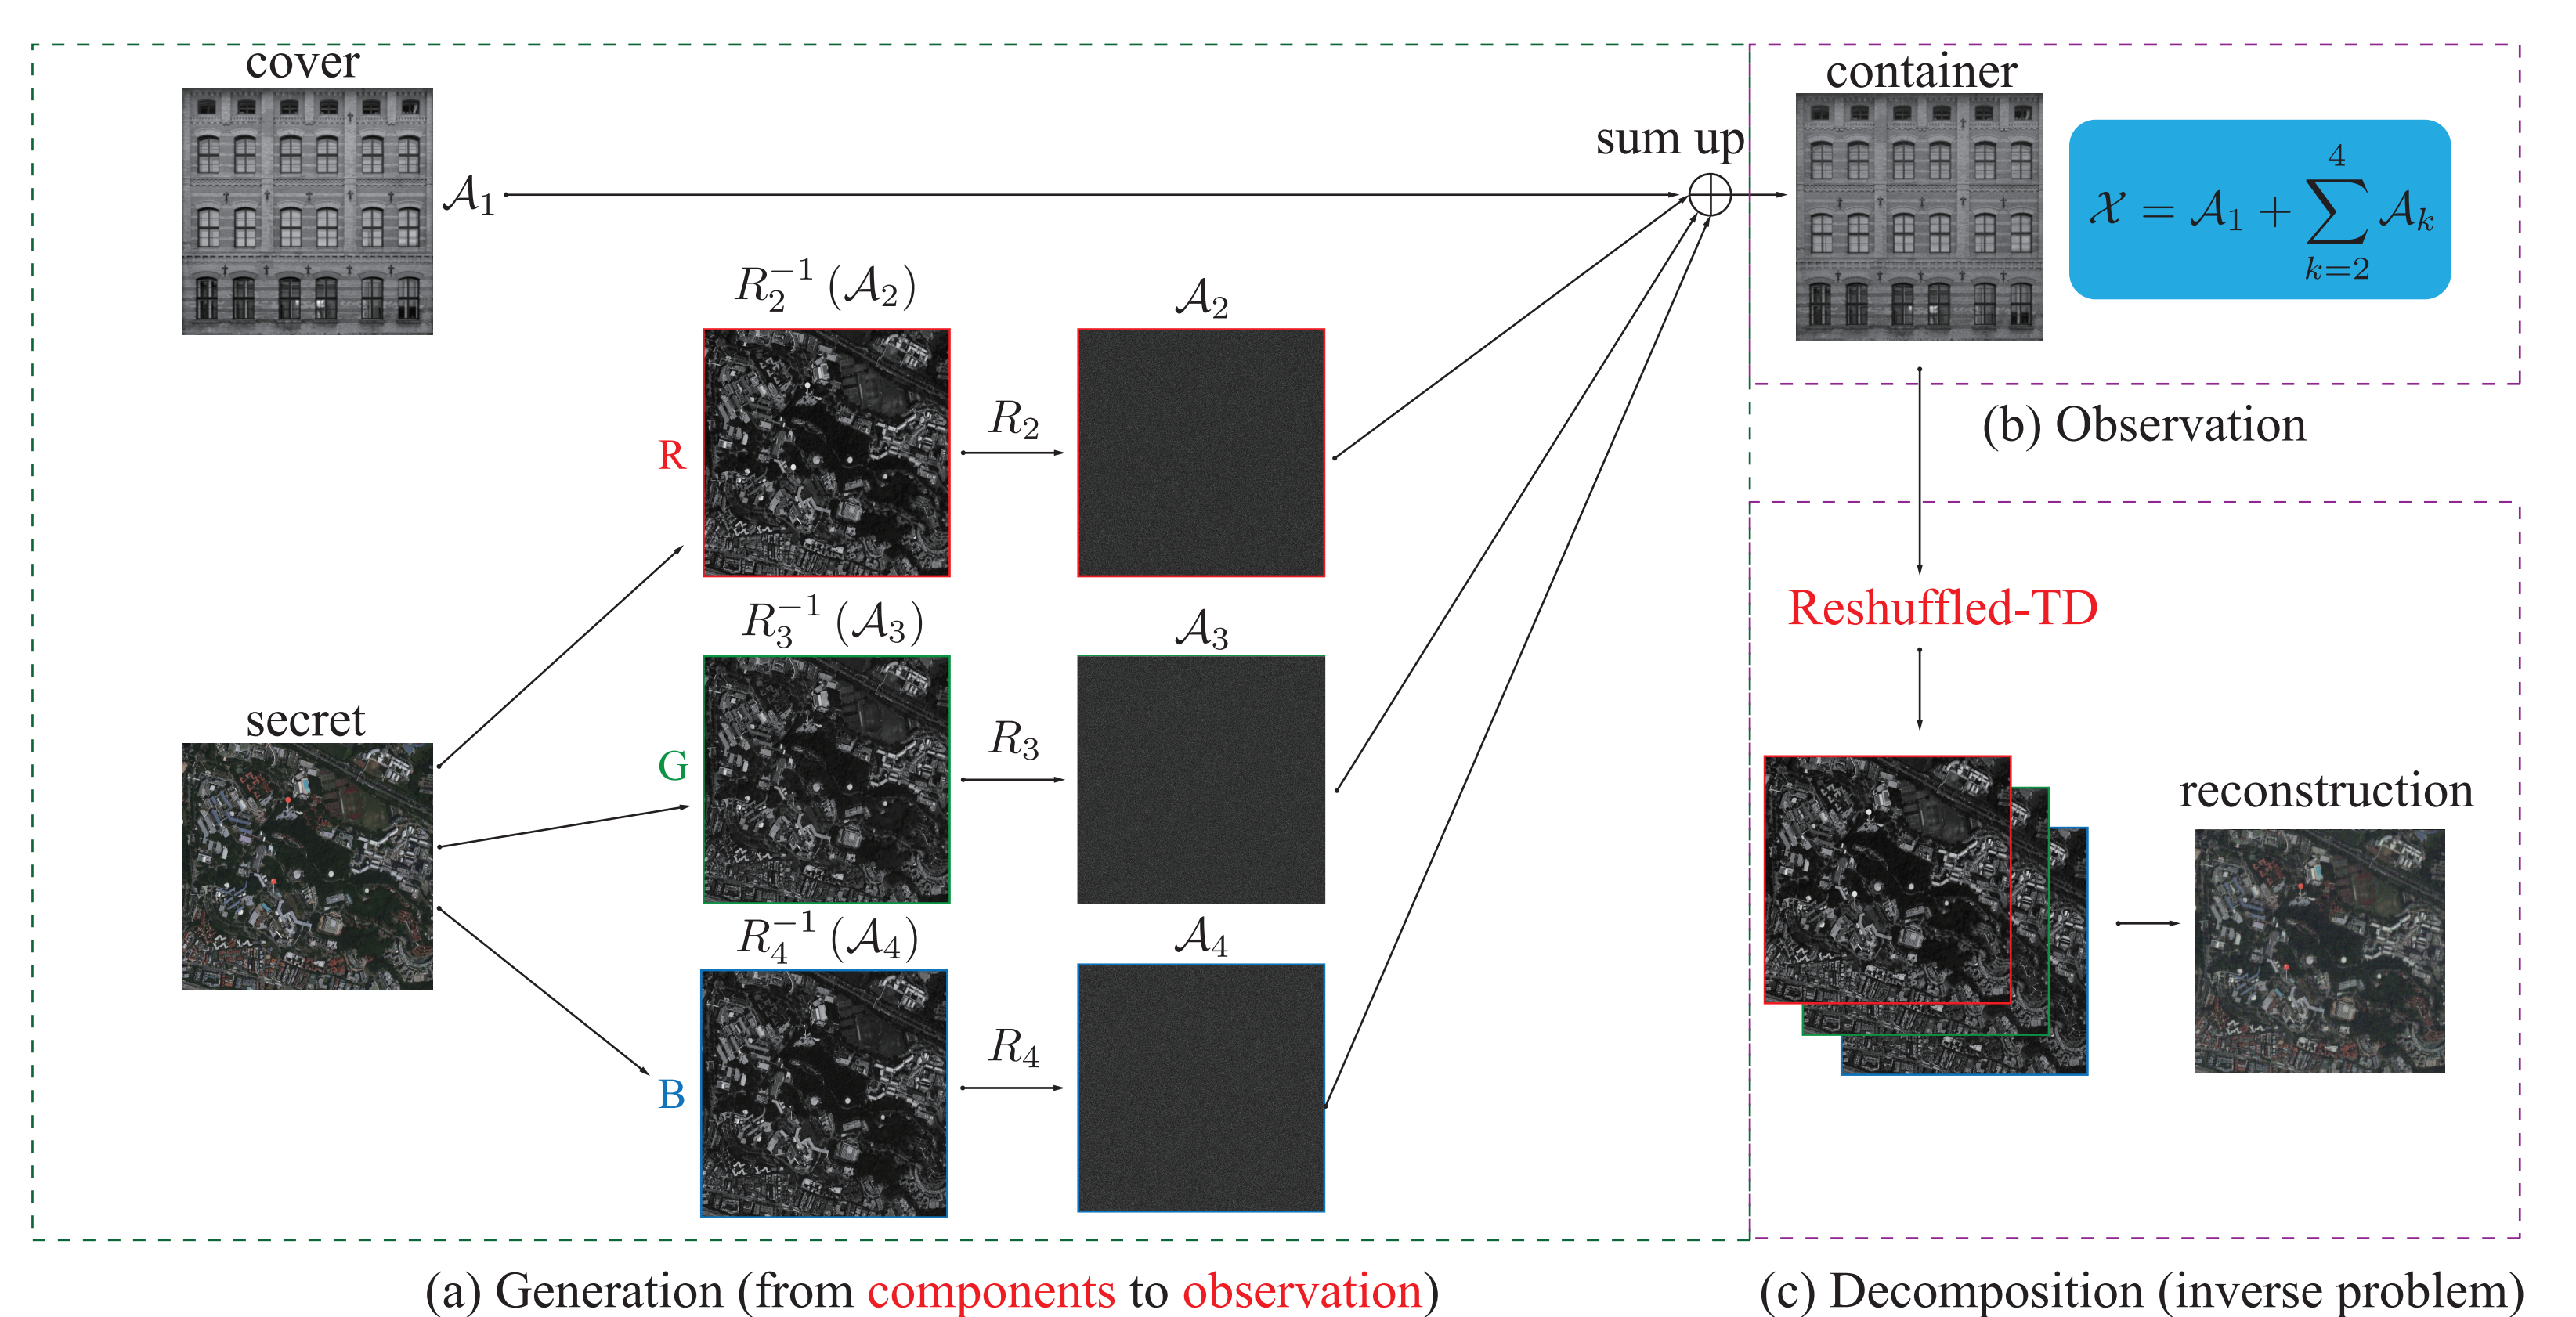 cover
𝒜₁
sum up
container
𝒳 = 𝒜₁ + ∑_{k=2}^{4} 𝒜ₖ
(b) Observation
R₂⁻¹ (𝒜₂)
𝒜₂
R
R₂
R₃⁻¹ (𝒜₃)
𝒜₃
secret
G
R₃
R₄⁻¹ (𝒜₄)
𝒜₄
B
R₄
Reshuffled-TD
reconstruction
(a) Generation (from components to observation)
(c) Decomposition (inverse problem)